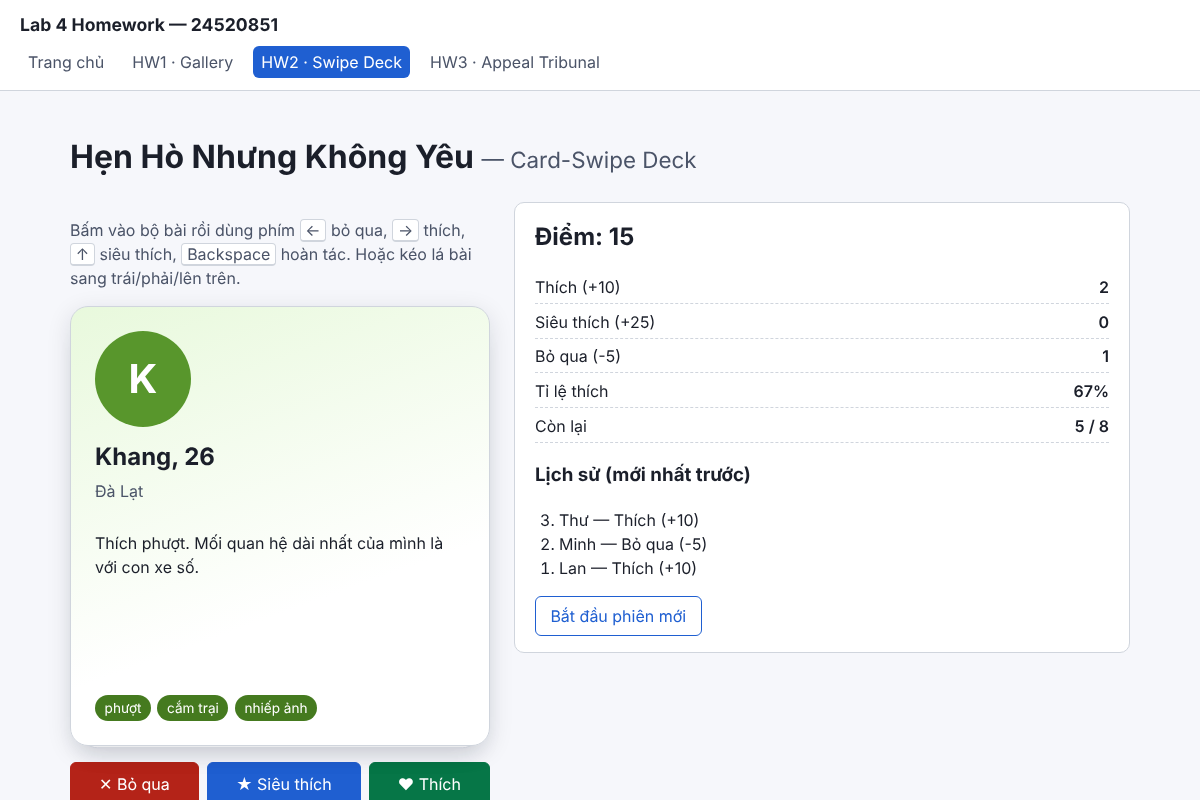 Lab 4 Homework — 24520851
Trang chủ HW1 · Gallery HW2 · Swipe Deck HW3 · Appeal Tribunal
Hẹn Hò Nhưng Không Yêu — Card-Swipe Deck
Bấm vào bộ bài rồi dùng phím ← bỏ qua, → thích,
↑ siêu thích, Backspace hoàn tác. Hoặc kéo lá bài
sang trái/phải/lên trên.
K
Khang, 26
Đà Lạt
Thích phượt. Mối quan hệ dài nhất của mình là
với con xe số.
phượt cắm trại nhiếp ảnh
✕ Bỏ qua ★ Siêu thích ♥ Thích
Điểm: 15
Thích (+10) 2
Siêu thích (+25) 0
Bỏ qua (-5) 1
Tỉ lệ thích 67%
Còn lại 5 / 8
Lịch sử (mới nhất trước)
3. Thư — Thích (+10)
2. Minh — Bỏ qua (-5)
1. Lan — Thích (+10)
Bắt đầu phiên mới